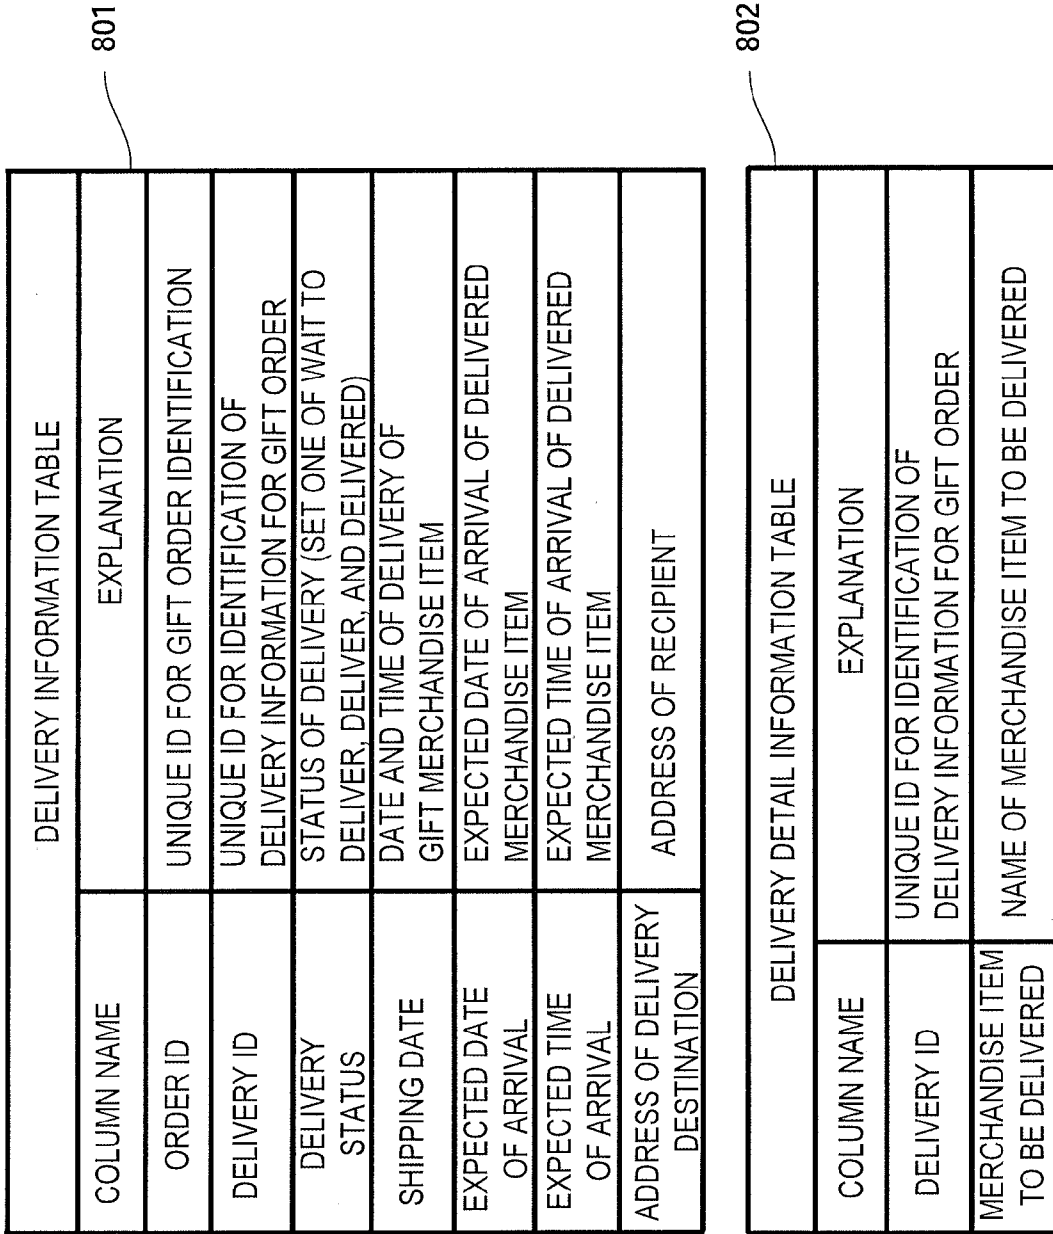 DELIVERY INFORMATION TABLE
801
COLUMN NAME
EXPLANATION
ORDER ID
UNIQUE ID FOR GIFT ORDER IDENTIFICATION
DELIVERY ID
UNIQUE ID FOR IDENTIFICATION OF
DELIVERY INFORMATION FOR GIFT ORDER
DELIVERY
STATUS
STATUS OF DELIVERY (SET ONE OF WAIT TO
DELIVER, DELIVER, AND DELIVERED)
SHIPPING DATE
DATE AND TIME OF DELIVERY OF
GIFT MERCHANDISE ITEM
EXPECTED DATE
OF ARRIVAL
EXPECTED DATE OF ARRIVAL OF DELIVERED
MERCHANDISE ITEM
EXPECTED TIME
OF ARRIVAL
EXPECTED TIME OF ARRIVAL OF DELIVERED
MERCHANDISE ITEM
ADDRESS OF DELIVERY
DESTINATION
ADDRESS OF RECIPIENT
DELIVERY DETAIL INFORMATION TABLE
802
COLUMN NAME
EXPLANATION
DELIVERY ID
UNIQUE ID FOR IDENTIFICATION OF
DELIVERY INFORMATION FOR GIFT ORDER
MERCHANDISE ITEM
TO BE DELIVERED
NAME OF MERCHANDISE ITEM TO BE DELIVERED